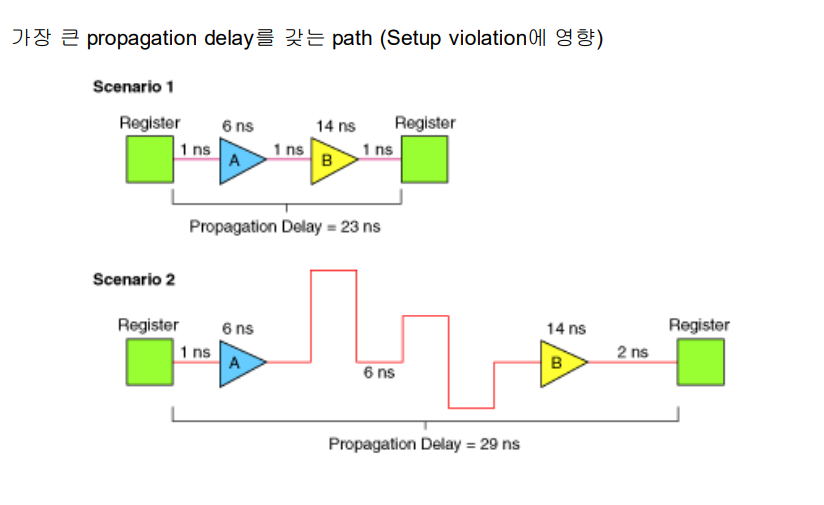 가장 큰 propagation delay를 갖는 path (Setup violation에 영향)
Scenario 1
Register 6 ns 14 ns Register
1 ns A 1 ns B 1 ns
Propagation Delay = 23 ns
Scenario 2
Register 6 ns 14 ns Register
1 ns A 6 ns B 2 ns
Propagation Delay = 29 ns